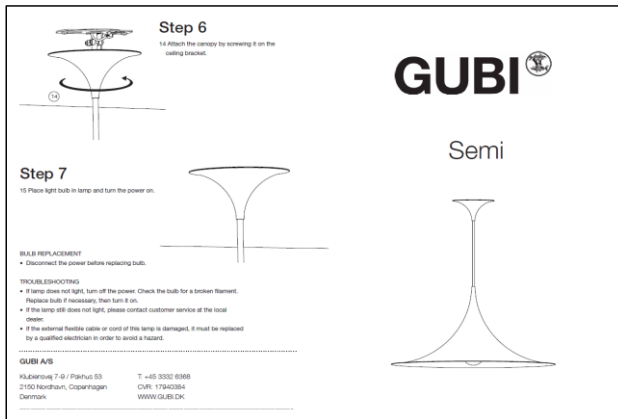 Step 6
14 Attach the canopy by screwing it on the
ceiling bracket.
14
Step 7
15 Place light bulb in lamp and turn the power on.
BULB REPLACEMENT
• Disconnect the power before replacing bulb.
TROUBLESHOOTING
• If lamp does not light, turn off the power. Check the bulb for a broken filament.
Replace bulb if necessary, then turn it on.
• If the lamp still does not light, please contact customer service at the local
dealer.
• If the external flexible cable or cord of this lamp is damaged, it must be replaced
by a qualified electrician in order to avoid a hazard.
GUBI A/S
Klubiensvej 7-9 / Pakhus 53
2150 Nordhavn, Copenhagen
Denmark
T: +45 3332 6368
CVR: 17940384
WWW.GUBI.DK
GUBI
Semi